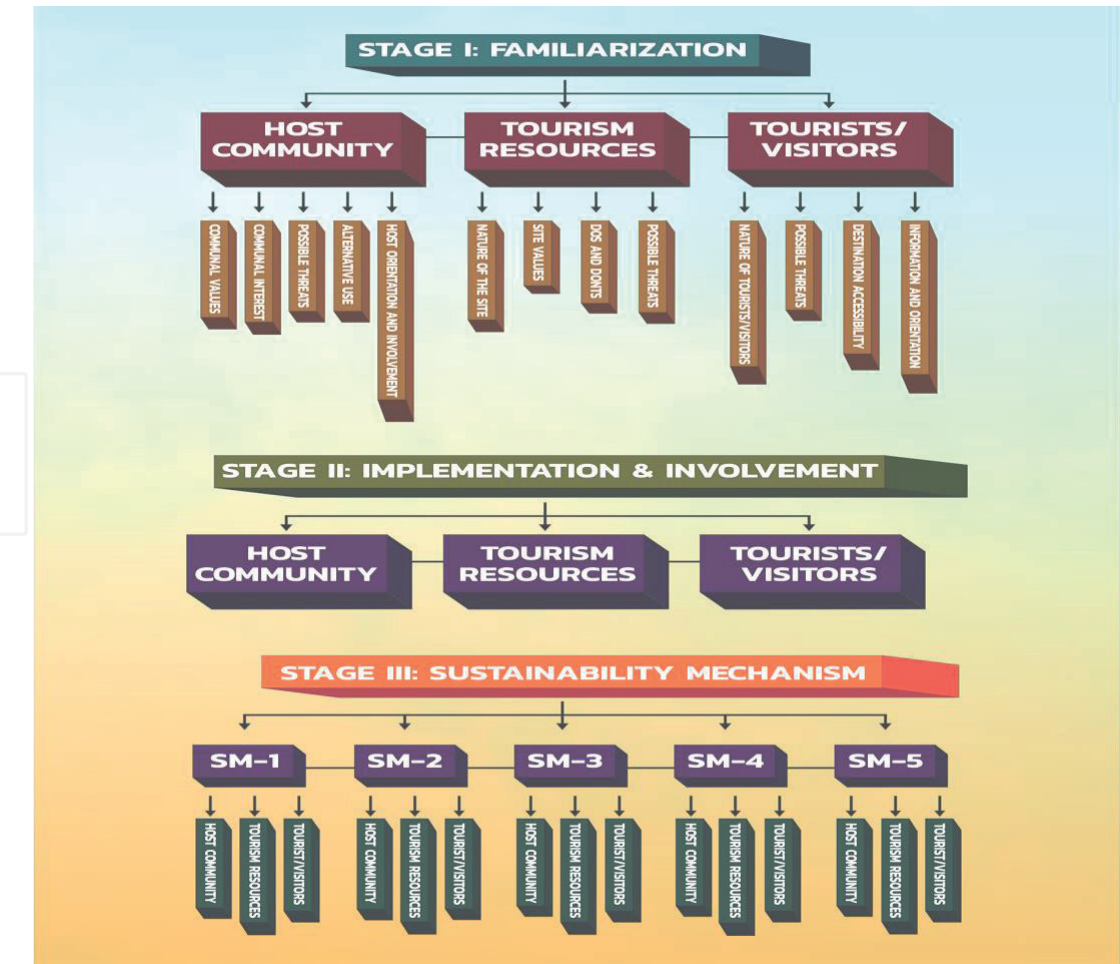 STAGE I: FAMILIARIZATION
HOST
COMMUNITY
TOURISM
RESOURCES
TOURISTS/
VISITORS
COMMUNAL VALUES
COMMUNAL INTEREST
POSSIBLE THREATS
ALTERNATIVE USE
HOST ORIENTATION AND INVOLVEMENT
NATURE OF THE SITE
SITE VALUES
DOS AND DONTS
POSSIBLE THREATS
NATURE OF TOURISTS/VISITORS
POSSIBLE THREATS
DESTINATION ACCESSIBILITY
INFORMATION AND ORIENTATION
STAGE II: IMPLEMENTATION & INVOLVEMENT
HOST
COMMUNITY
TOURISM
RESOURCES
TOURISTS/
VISITORS
STAGE III: SUSTAINABILITY MECHANISM
SM-1
SM-2
SM-3
SM-4
SM-5
HOST COMMUNITY
TOURISM RESOURCES
TOURIST/VISITORS
HOST COMMUNITY
TOURISM RESOURCES
TOURIST/VISITORS
HOST COMMUNITY
TOURISM RESOURCES
TOURIST/VISITORS
HOST COMMUNITY
TOURISM RESOURCES
TOURIST/VISITORS
HOST COMMUNITY
TOURISM RESOURCES
TOURIST/VISITORS